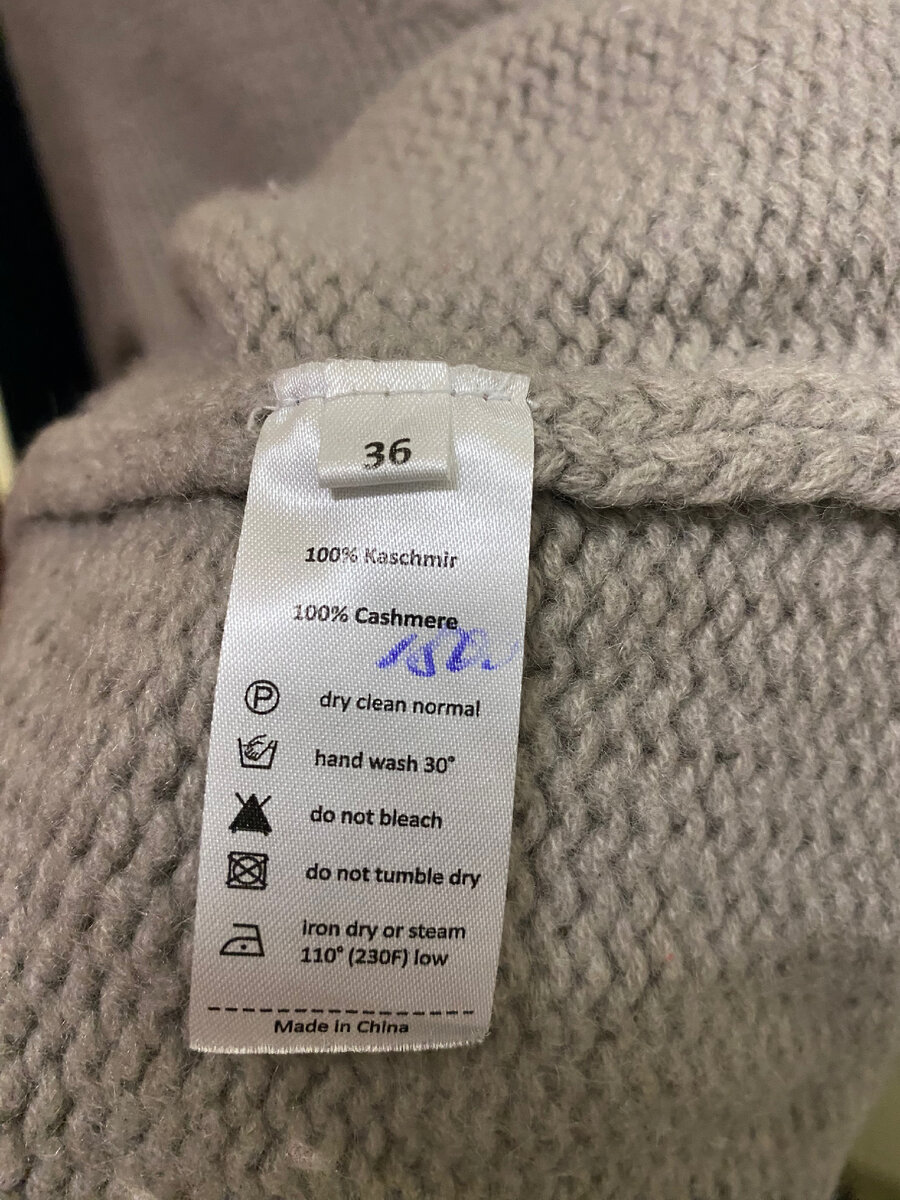 36
100% Kaschmir
100% Cashmere
P
dry clean normal
hand wash 30°
do not bleach
do not tumble dry
iron dry or steam
110° (230F) low
Made in China